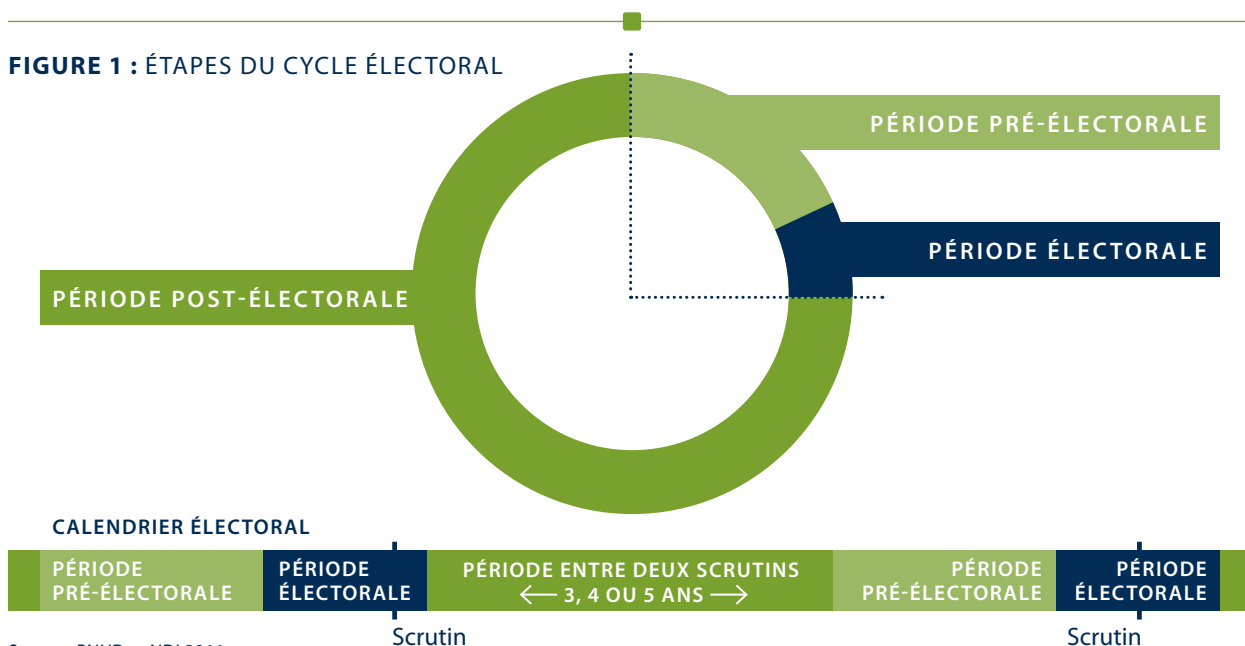 FIGURE 1 : ÉTAPES DU CYCLE ÉLECTORAL
PÉRIODE PRÉ-ÉLECTORALE
PÉRIODE ÉLECTORALE
PÉRIODE POST-ÉLECTORALE
CALENDRIER ÉLECTORAL
PÉRIODE
PRÉ-ÉLECTORALE
PÉRIODE
ÉLECTORALE
PÉRIODE ENTRE DEUX SCRUTINS
← 3, 4 OU 5 ANS →
PÉRIODE
PRÉ-ÉLECTORALE
PÉRIODE
ÉLECTORALE
Scrutin
Scrutin